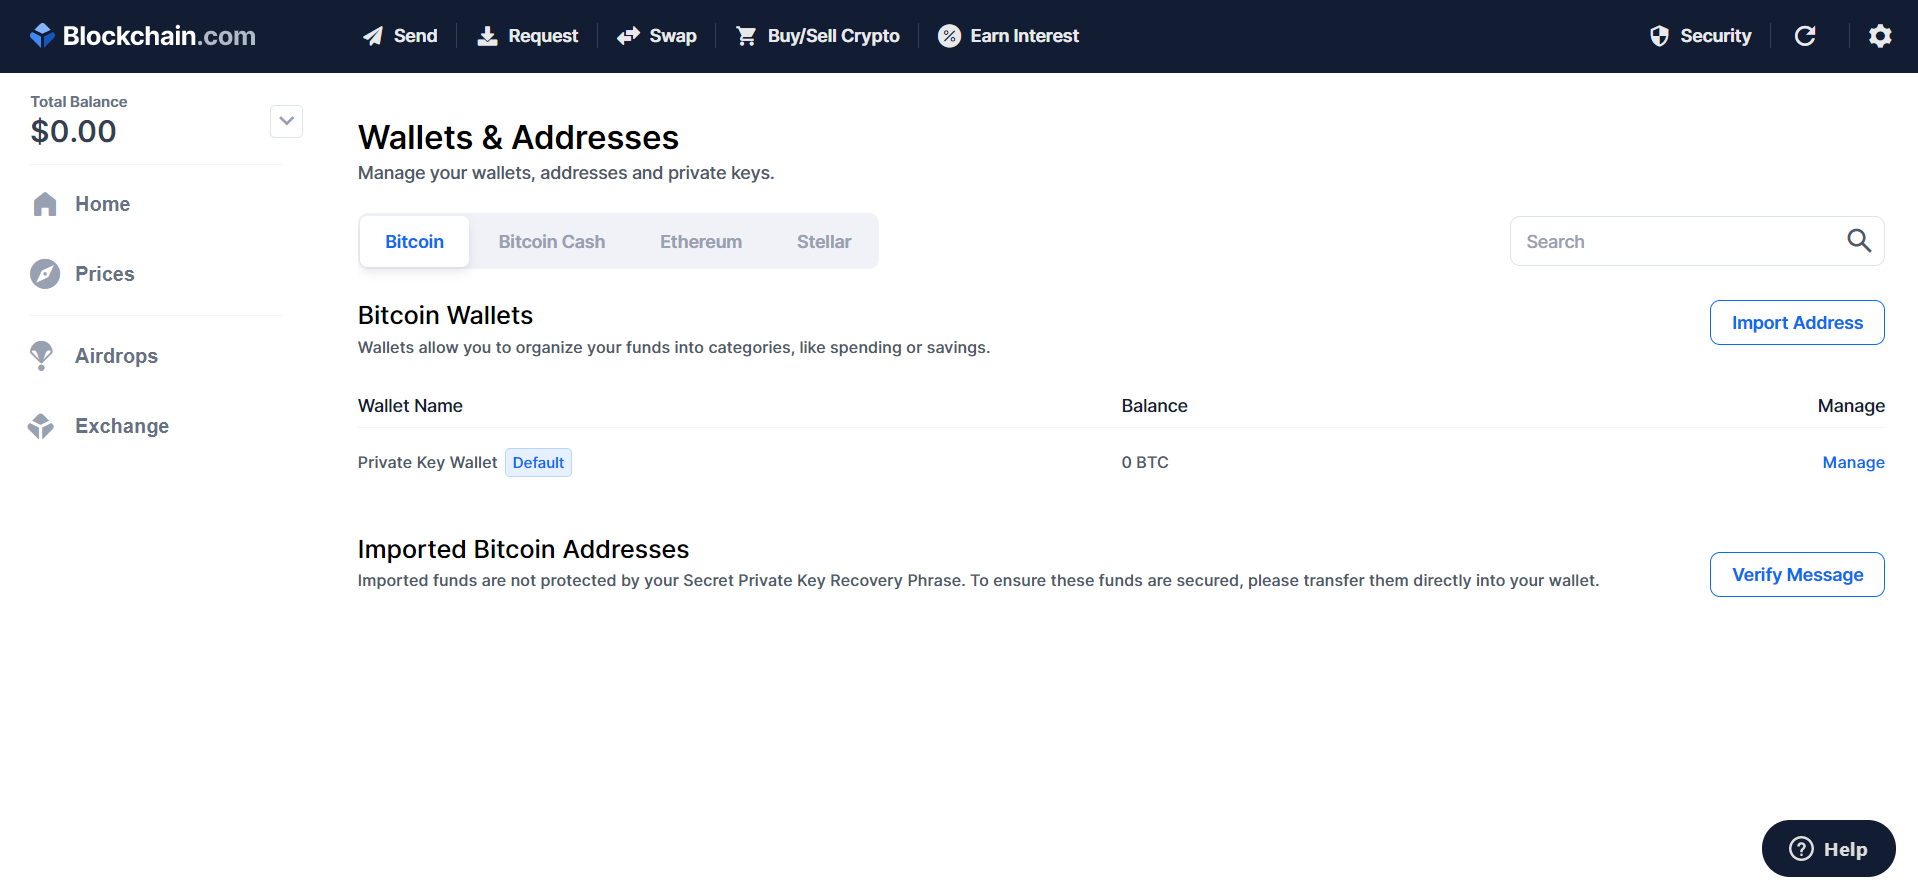 Blockchain.com
Send
Request
Swap
Buy/Sell Crypto
Earn Interest
Security
Total Balance
$0.00
Home
Prices
Airdrops
Exchange
Wallets & Addresses
Manage your wallets, addresses and private keys.
Bitcoin
Bitcoin Cash
Ethereum
Stellar
Search
Bitcoin Wallets
Wallets allow you to organize your funds into categories, like spending or savings.
Import Address
Wallet Name
Balance
Manage
Private Key Wallet
Default
0 BTC
Manage
Imported Bitcoin Addresses
Imported funds are not protected by your Secret Private Key Recovery Phrase. To ensure these funds are secured, please transfer them directly into your wallet.
Verify Message
Help